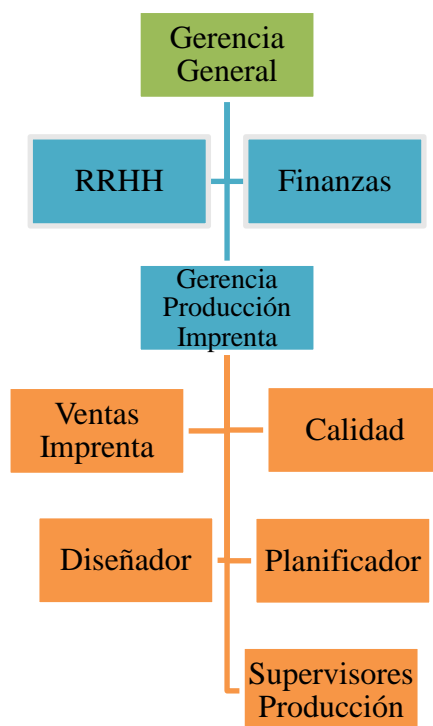 Gerencia
General
RRHH
Finanzas
Gerencia
Producción
Imprenta
Ventas
Imprenta
Calidad
Diseñador
Planificador
Supervisores
Producción